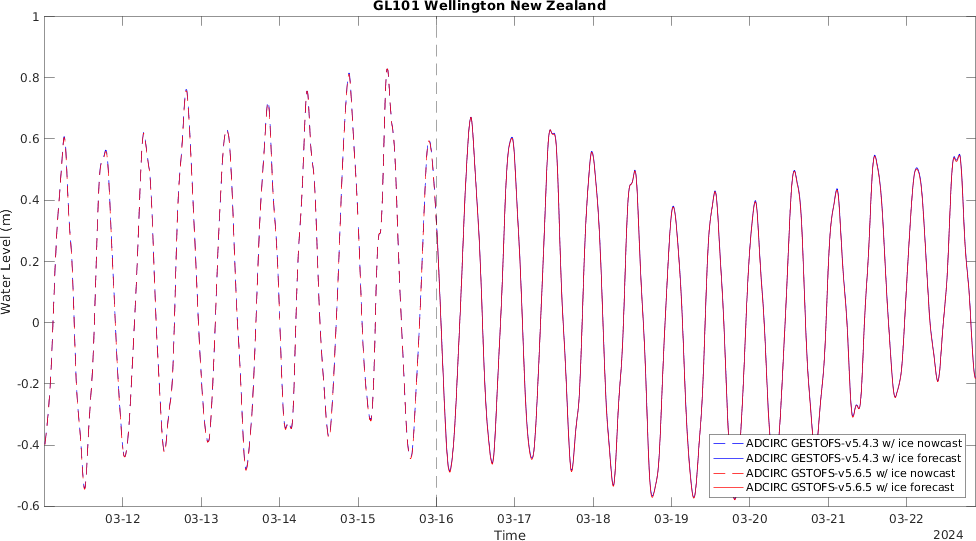 GL101 Wellington New Zealand
1
0.8
0.6
0.4
0.2
0
-0.2
-0.4
-0.6
Water Level (m)
ADCIRC GESTOFS-v5.4.3 w/ ice nowcast
ADCIRC GESTOFS-v5.4.3 w/ ice forecast
ADCIRC GSTOFS-v5.6.5 w/ ice nowcast
ADCIRC GSTOFS-v5.6.5 w/ ice forecast
03-12 03-13 03-14 03-15 03-16 03-17 03-18 03-19 03-20 03-21 03-22
Time
2024